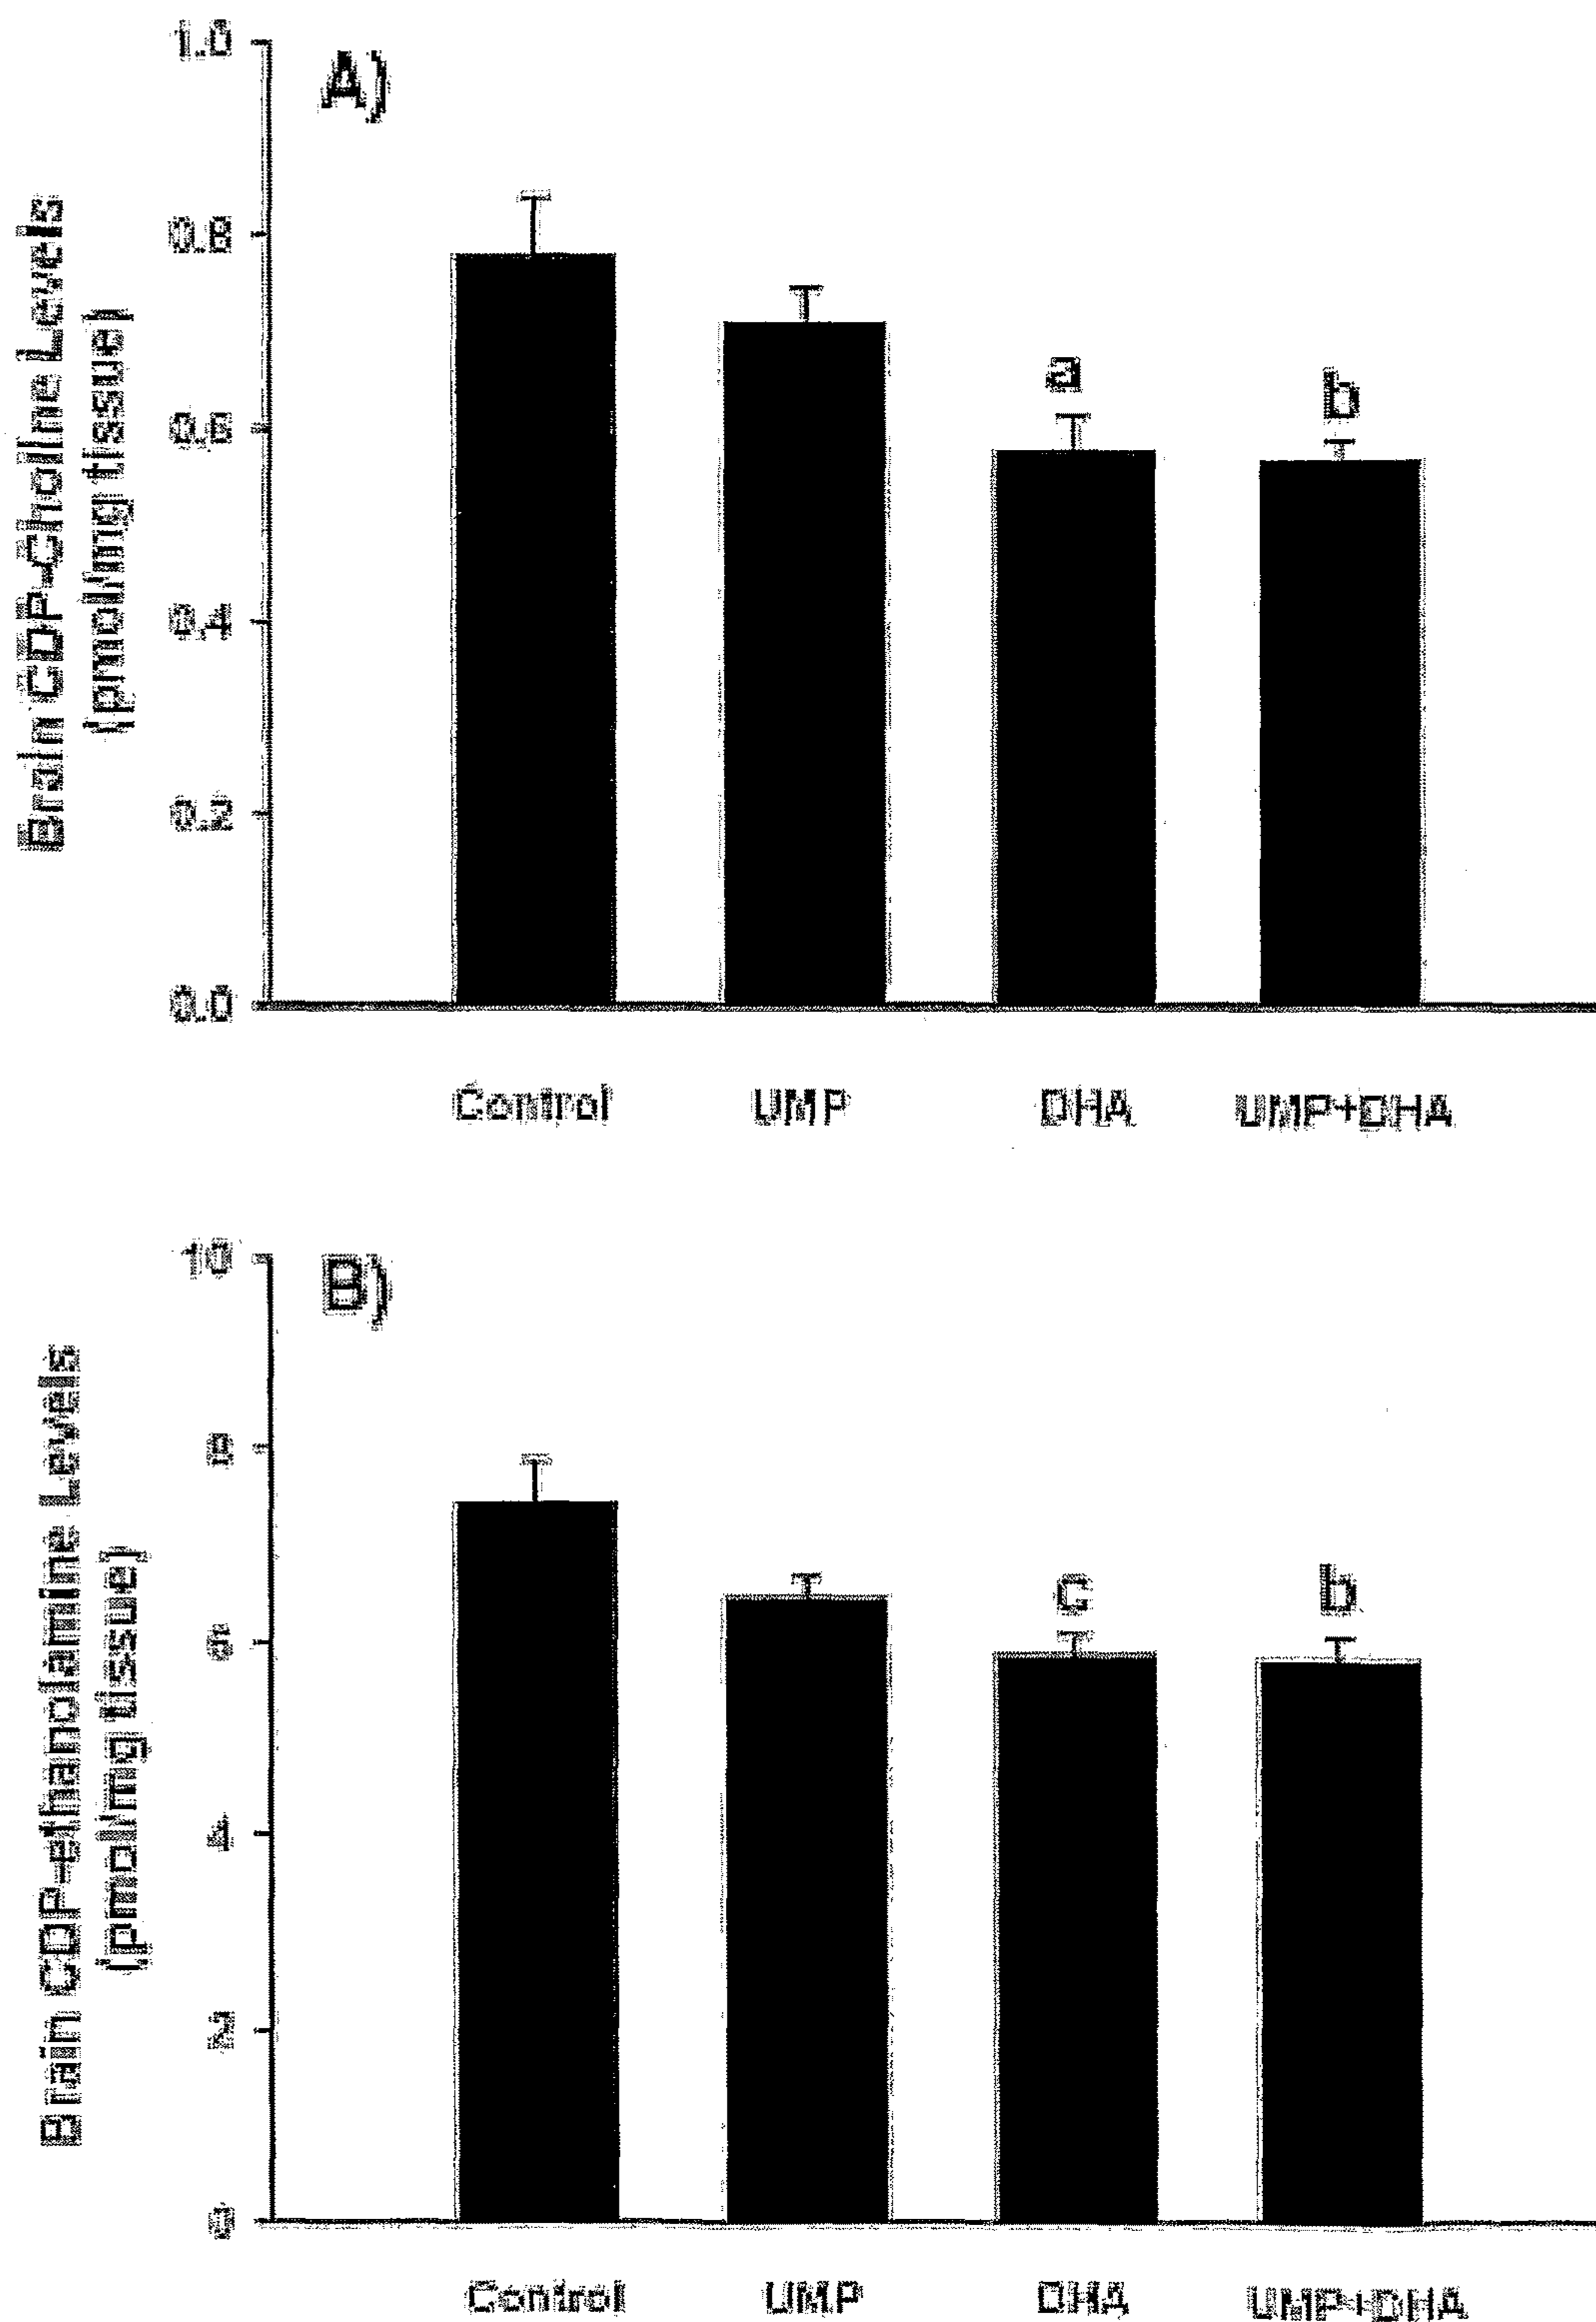 A)
Brain CDP-Choline Levels
(pmol/mg tissue)
1.0
0.8
0.6
0.4
0.2
0.0
a
b
Control UMP DHA UMP+DHA
B)
Brain CDP-ethanolamine Levels
(pmol/mg tissue)
10
8
6
4
2
0
c
b
Control UMP DHA UMP+DHA